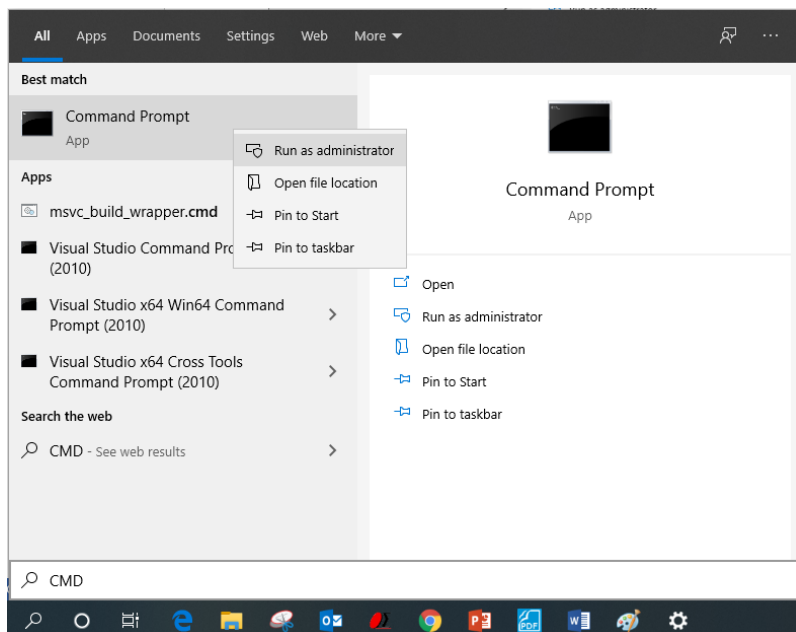 All Apps Documents Settings Web More
Best match
Command Prompt
App
Run as administrator
Open file location
Pin to Start
Pin to taskbar
Apps
msvc_build_wrapper.cmd
Visual Studio Command Pro
(2010)
Visual Studio x64 Win64 Command
Prompt (2010)
Visual Studio x64 Cross Tools
Command Prompt (2010)
Search the web
CMD - See web results
Command Prompt
App
Open
Run as administrator
Open file location
Pin to Start
Pin to taskbar
CMD